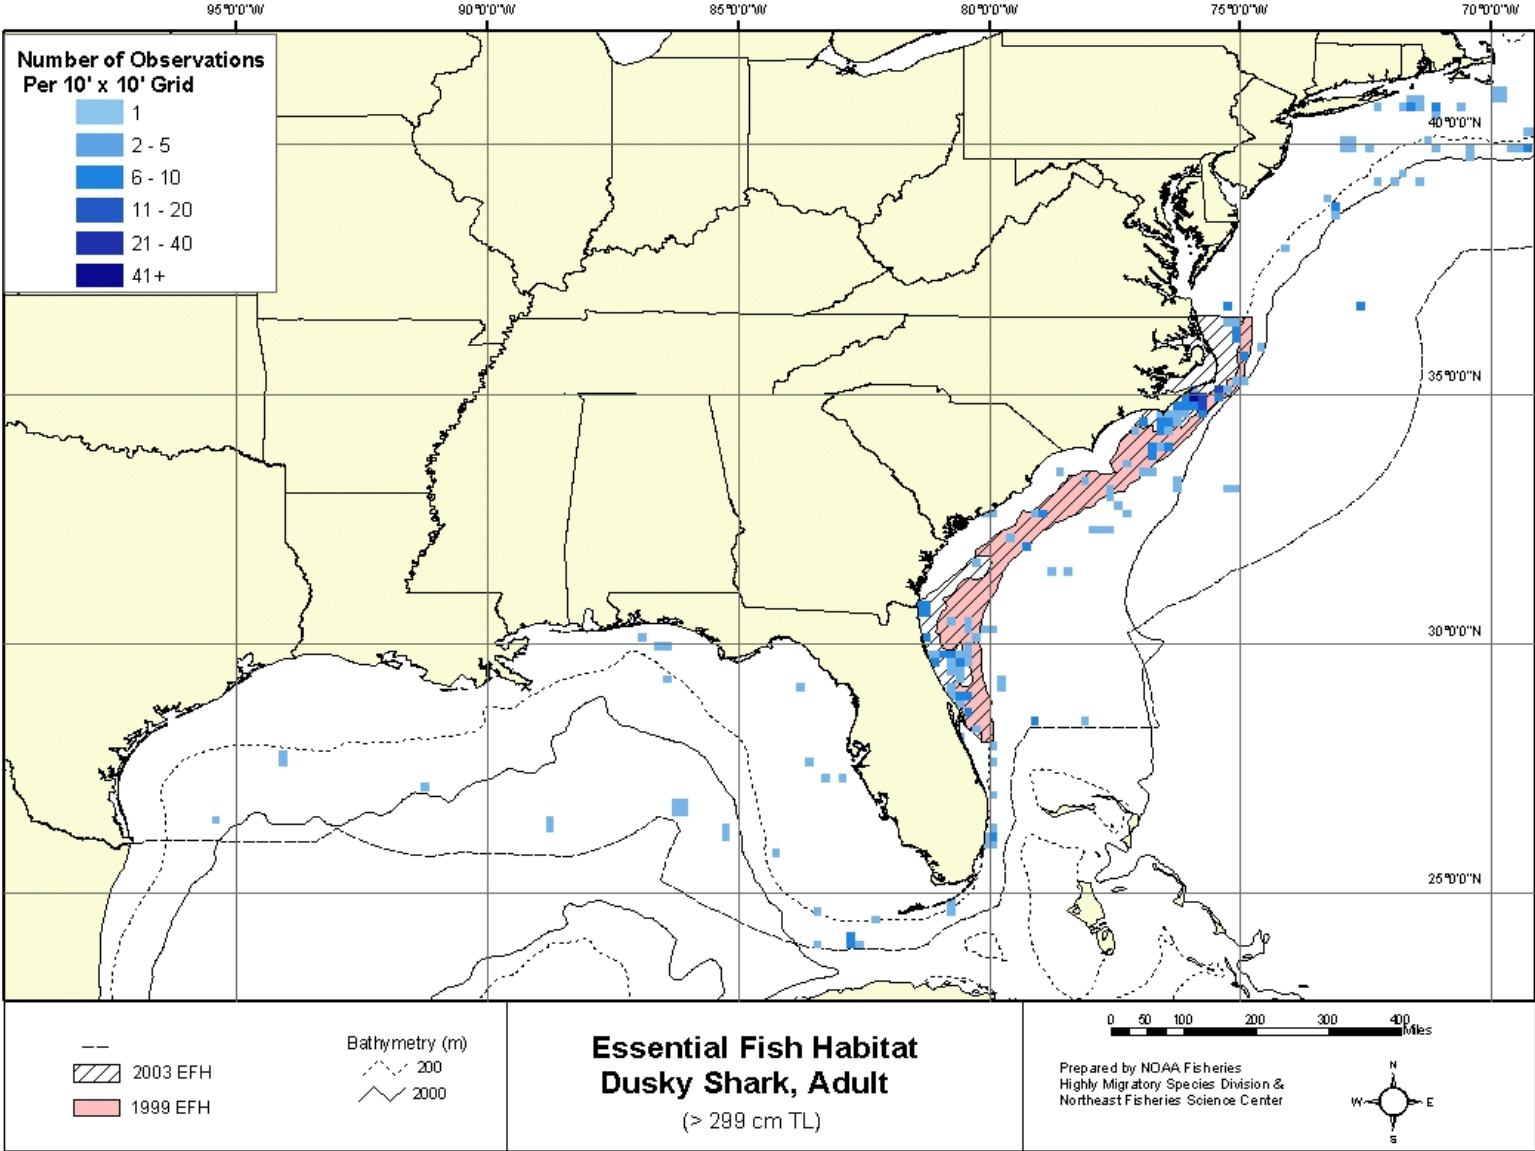 95°0'0"W 90°0'0"W 85°0'0"W 80°0'0"W 75°0'0"W 70°0'0"W
Number of Observations
Per 10' x 10' Grid
1
2 - 5
6 - 10
11 - 20
21 - 40
41+
40°0'0"N
35°0'0"N
30°0'0"N
25°0'0"N
2003 EFH
1999 EFH
Bathymetry (m)
200
2000
Essential Fish Habitat
Dusky Shark, Adult
(> 299 cm TL)
0 50 100 200 300 400
Miles
Prepared by NOAA Fisheries
Highly Migratory Species Division &
Northeast Fisheries Science Center
N
W E
S